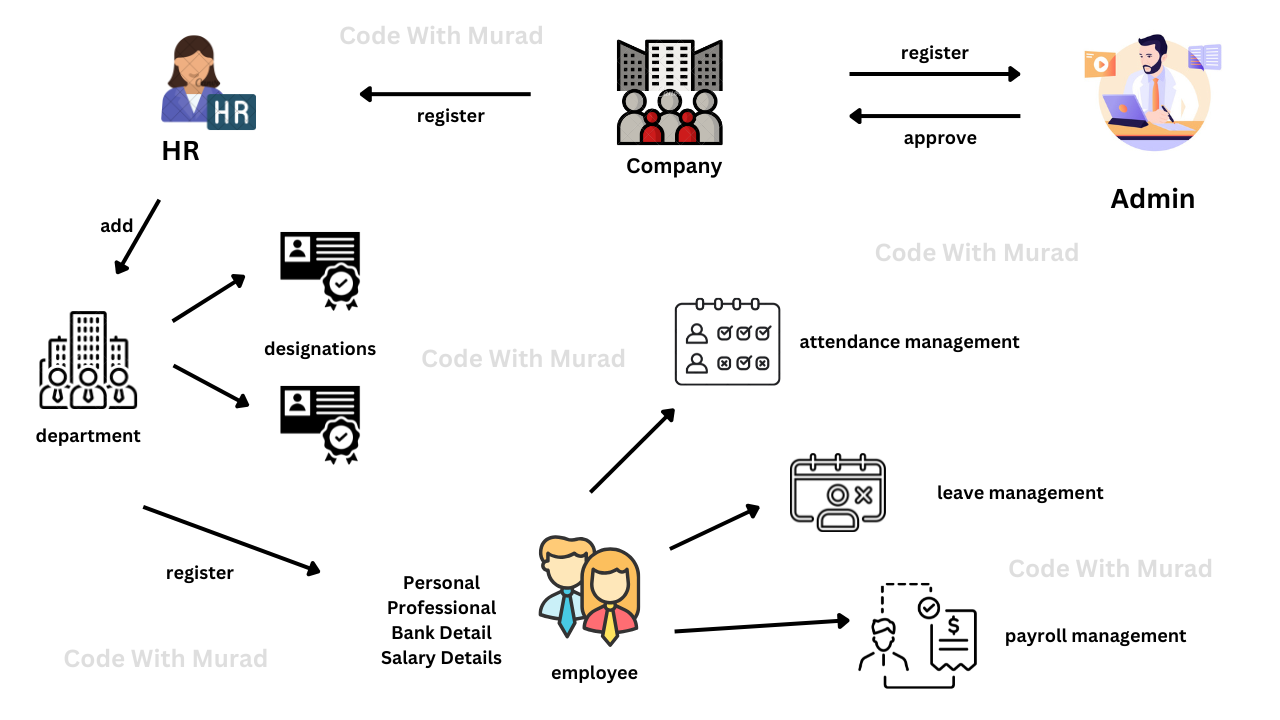 Code With Murad
register
HR
HR
register
Company
approve
Admin
add
Code With Murad
designations
Code With Murad
attendance management
department
leave management
register
Personal
Professional
Bank Detail
Salary Details
employee
Code With Murad
$
payroll management
Code With Murad